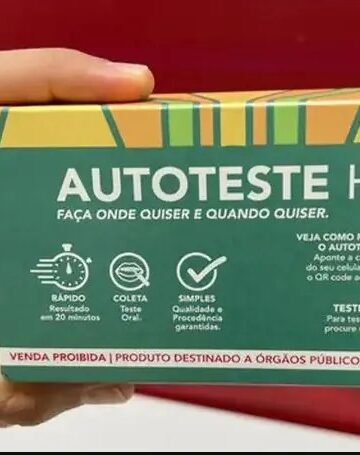 AUTOTESTE H
FAÇA ONDE QUISER E QUANDO QUISER.
VEJA COMO
O AUTOT
Aponte a c
do seu celula
o QR code a
RÁPIDO
Resultado
em 20 minutos
COLETA
Teste
Oral.
SIMPLES
Qualidade e
Procedência
garantidas.
TESTE
Para tes
procure
VENDA PROIBIDA | PRODUTO DESTINADO A ÓRGÃOS PÚBLICO